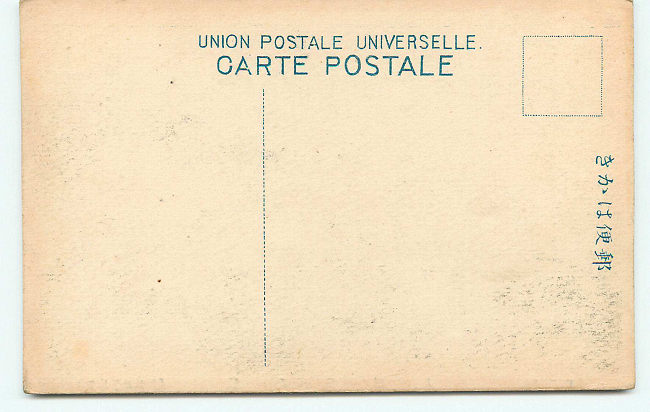 UNION POSTALE UNIVERSELLE.
CARTE POSTALE
郵便はかき